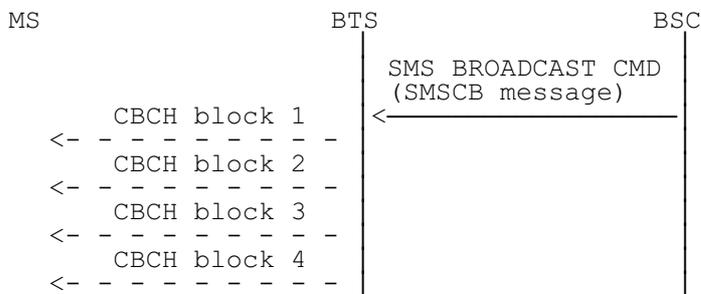 MS BTS BSC
SMS BROADCAST CMD
(SMSCB message)
CBCH block 1
CBCH block 2
CBCH block 3
CBCH block 4